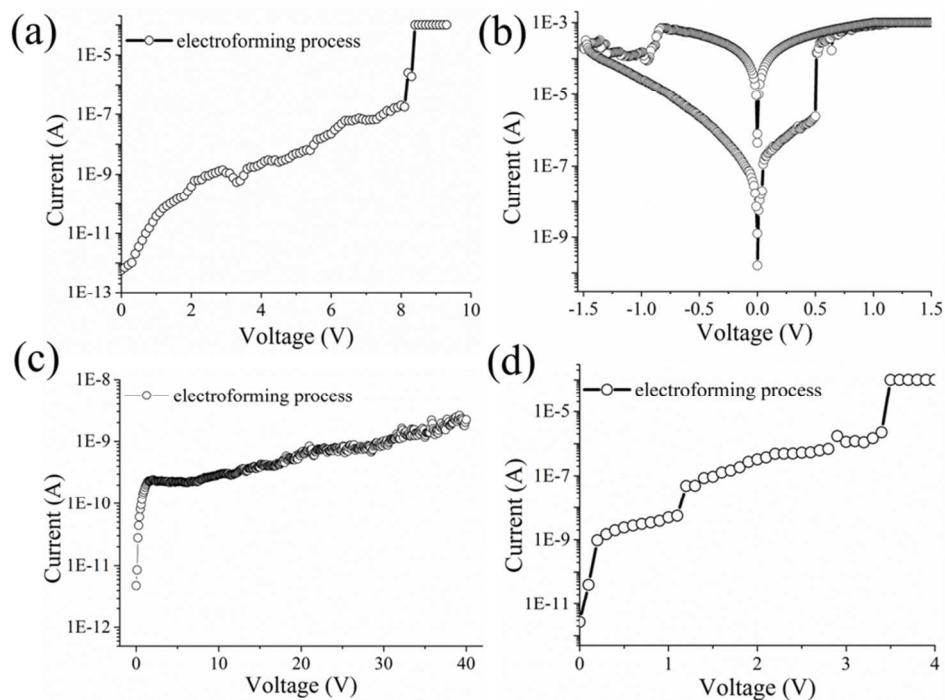 (a)
electroforming process
1E-5
1E-7
1E-9
1E-11
1E-13
Current (A)
0 2 4 6 8 10
Voltage (V)
(b)
1E-3
1E-5
1E-7
1E-9
Current (A)
-1.5 -1.0 -0.5 0.0 0.5 1.0 1.5
Voltage (V)
(c)
1E-8
electroforming process
1E-9
1E-10
1E-11
1E-12
Current (A)
0 10 20 30 40
Voltage (V)
(d)
electroforming process
1E-5
1E-7
1E-9
1E-11
Current (A)
0 1 2 3 4
Voltage (V)